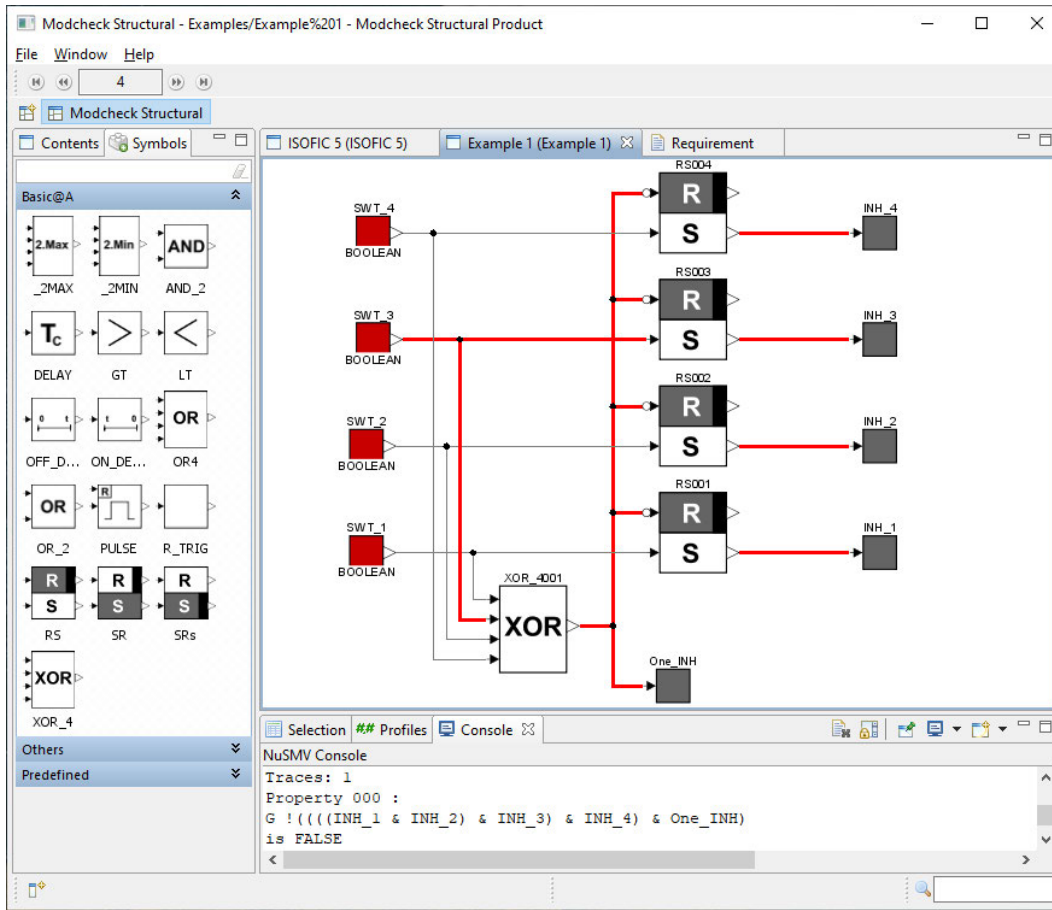 Modcheck Structural - Examples/Example%201 - Modcheck Structural Product
File Window Help
4
Modcheck Structural
Contents
Symbols
ISOFIC 5 (ISOFIC 5)
Example 1 (Example 1)
Requirement
Basic@A
2.Max
2.Min
AND
_2MAX
_2MIN
AND_2
Tc
>
<
DELAY
GT
LT
0 t
t 0
OR
OFF_D...
ON_DE...
OR4
OR
R
OR_2
PULSE
R_TRIG
R
S
R
S
R
S
RS
SR
SRs
XOR
XOR_4
Others
Predefined
SWT_4
BOOLEAN
SWT_3
BOOLEAN
SWT_2
BOOLEAN
SWT_1
BOOLEAN
XOR_4001
XOR
RS004
R
S
RS003
R
S
RS002
R
S
RS001
R
S
INH_4
INH_3
INH_2
INH_1
One_INH
Selection
Profiles
Console
NuSMV Console
Traces: 1
Property 000 :
G !((((INH_1 & INH_2) & INH_3) & INH_4) & One_INH)
is FALSE